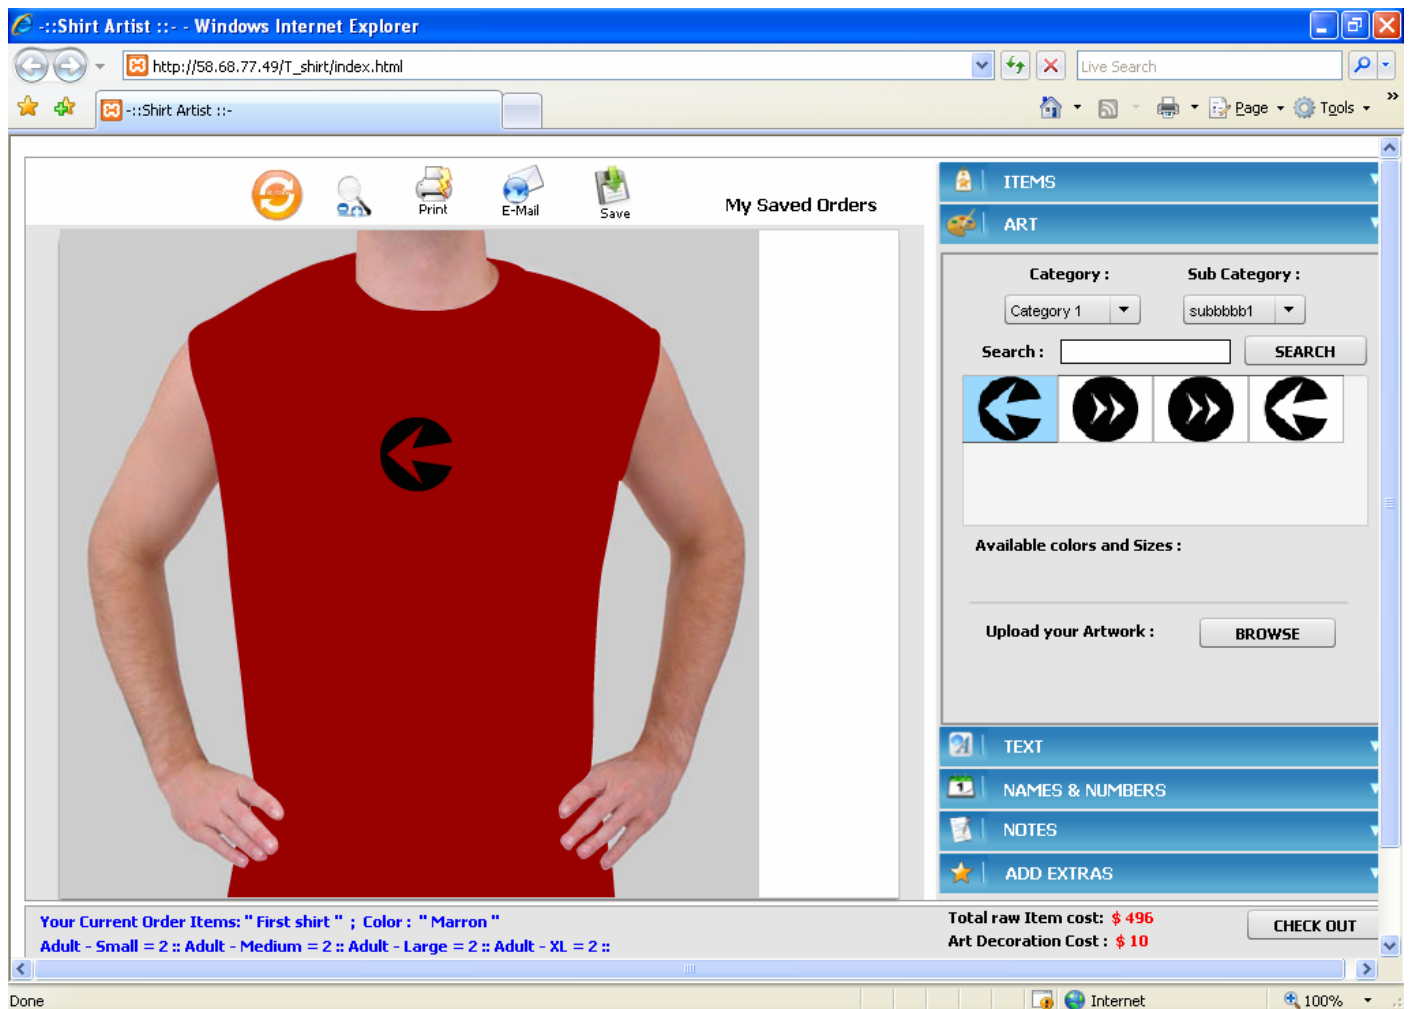 -::Shirt Artist ::- - Windows Internet Explorer
http://58.68.77.49/T_shirt/index.html
Live Search
-::Shirt Artist ::-
Page
Tools
»
Print
E-Mail
Save
My Saved Orders
ITEMS
ART
Category :
Sub Category :
Category 1
subbbbb1
Search :
SEARCH
Available colors and Sizes :
Upload your Artwork :
BROWSE
TEXT
NAMES & NUMBERS
NOTES
ADD EXTRAS
Your Current Order Items: " First shirt " ; Color : " Marron "
Adult - Small = 2 :: Adult - Medium = 2 :: Adult - Large = 2 :: Adult - XL = 2 ::
Total raw Item cost: $ 496
Art Decoration Cost : $ 10
CHECK OUT
Done
Internet
100%